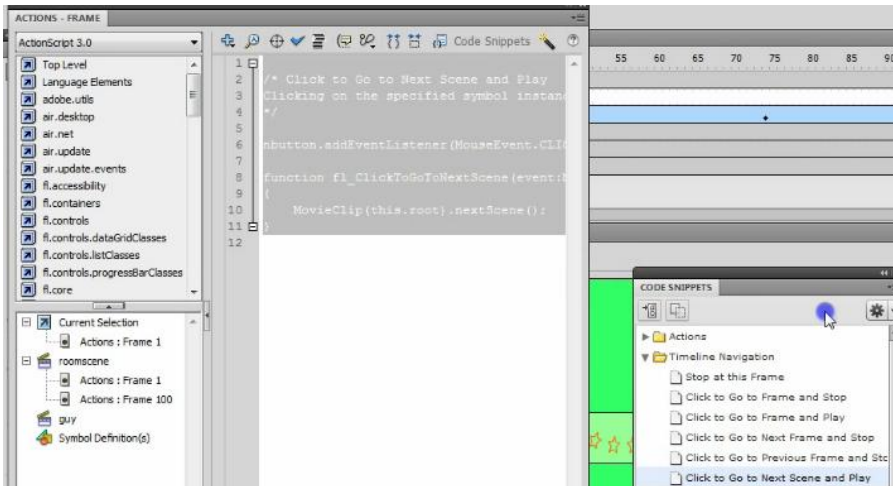 ACTIONS - FRAME
ActionScript 3.0
Top Level
Language Elements
adobe.utils
air.desktop
air.net
air.update
air.update.events
fl.accessibility
fl.containers
fl.controls
fl.controls.dataGridClasses
fl.controls.listClasses
fl.controls.progressBarClasses
fl.core
Current Selection
Actions : Frame 1
roomscene
Actions : Frame 1
Actions : Frame 100
guy
Symbol Definition(s)
Code Snippets
1
2 /* Click to Go to Next Scene and Play
3 Clicking on the specified symbol instan
4 */
5
6 nbutton.addEventListener(MouseEvent.CLI
7
8 function fl_ClickToGoToNextScene(event:
9 {
10 MovieClip(this.root).nextScene();
11 }
12
55 60 65 70 75 80 85 90
CODE SNIPPETS
Actions
Timeline Navigation
Stop at this Frame
Click to Go to Frame and Stop
Click to Go to Frame and Play
Click to Go to Next Frame and Stop
Click to Go to Previous Frame and Stc
Click to Go to Next Scene and Play